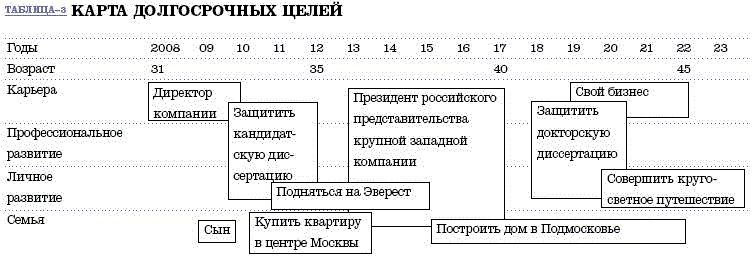 ТАБЛИЦА–3 КАРТА ДОЛГОСРОЧНЫХ ЦЕЛЕЙ
Годы 2008 09 10 11 12 13 14 15 16 17 18 19 20 21 22 23
Возраст 31 35 40 45
Карьера
Директор
компании
Защитить
кандидат-
скую дис-
сертацию
Президент российского
представительства
крупной западной
компании
Свой бизнес
Защитить
докторскую
диссертацию
Профессиональное
развитие
Личное
развитие
Подняться на Эверест
Совершить круго-
светное путешествие
Семья
Сын
Купить квартиру
в центре Москвы
Построить дом в Подмосковье